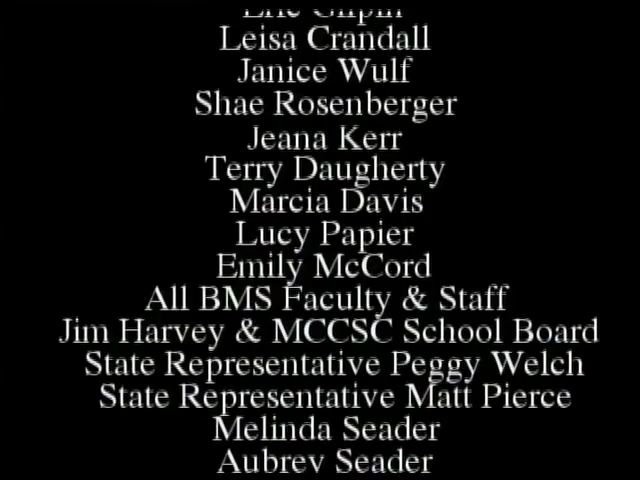 Leisa Crandall
Janice Wulf
Shae Rosenberger
Jeana Kerr
Terry Daugherty
Marcia Davis
Lucy Papier
Emily McCord
All BMS Faculty & Staff
Jim Harvey & MCCSC School Board
State Representative Peggy Welch
State Representative Matt Pierce
Melinda Seader
Aubrey Seader